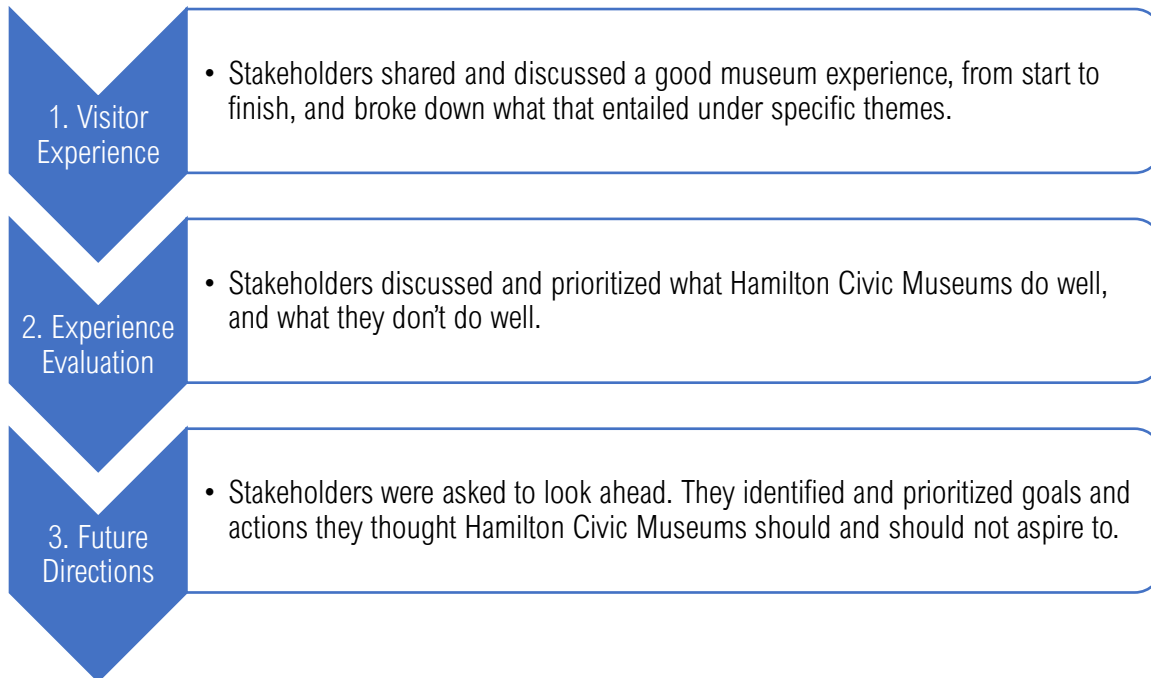 1. Visitor
Experience
• Stakeholders shared and discussed a good museum experience, from start to
finish, and broke down what that entailed under specific themes.
2. Experience
Evaluation
• Stakeholders discussed and prioritized what Hamilton Civic Museums do well,
and what they don’t do well.
3. Future
Directions
• Stakeholders were asked to look ahead. They identified and prioritized goals and
actions they thought Hamilton Civic Museums should and should not aspire to.